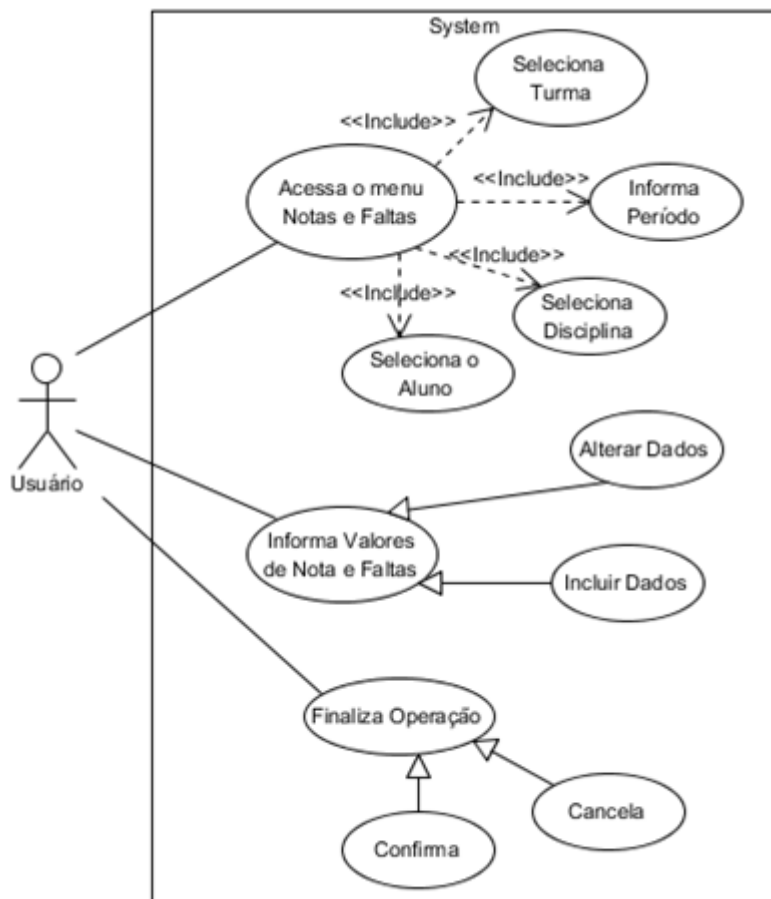 System
Seleciona
Turma
<<Include>>
Acessa o menu
Notas e Faltas
<<Include>>
Informa
Período
<<Include>>
<<Include>>
Seleciona
Disciplina
Seleciona o
Aluno
Usuário
Alterar Dados
Informa Valores
de Nota e Faltas
Incluir Dados
Finaliza Operação
Cancela
Confirma